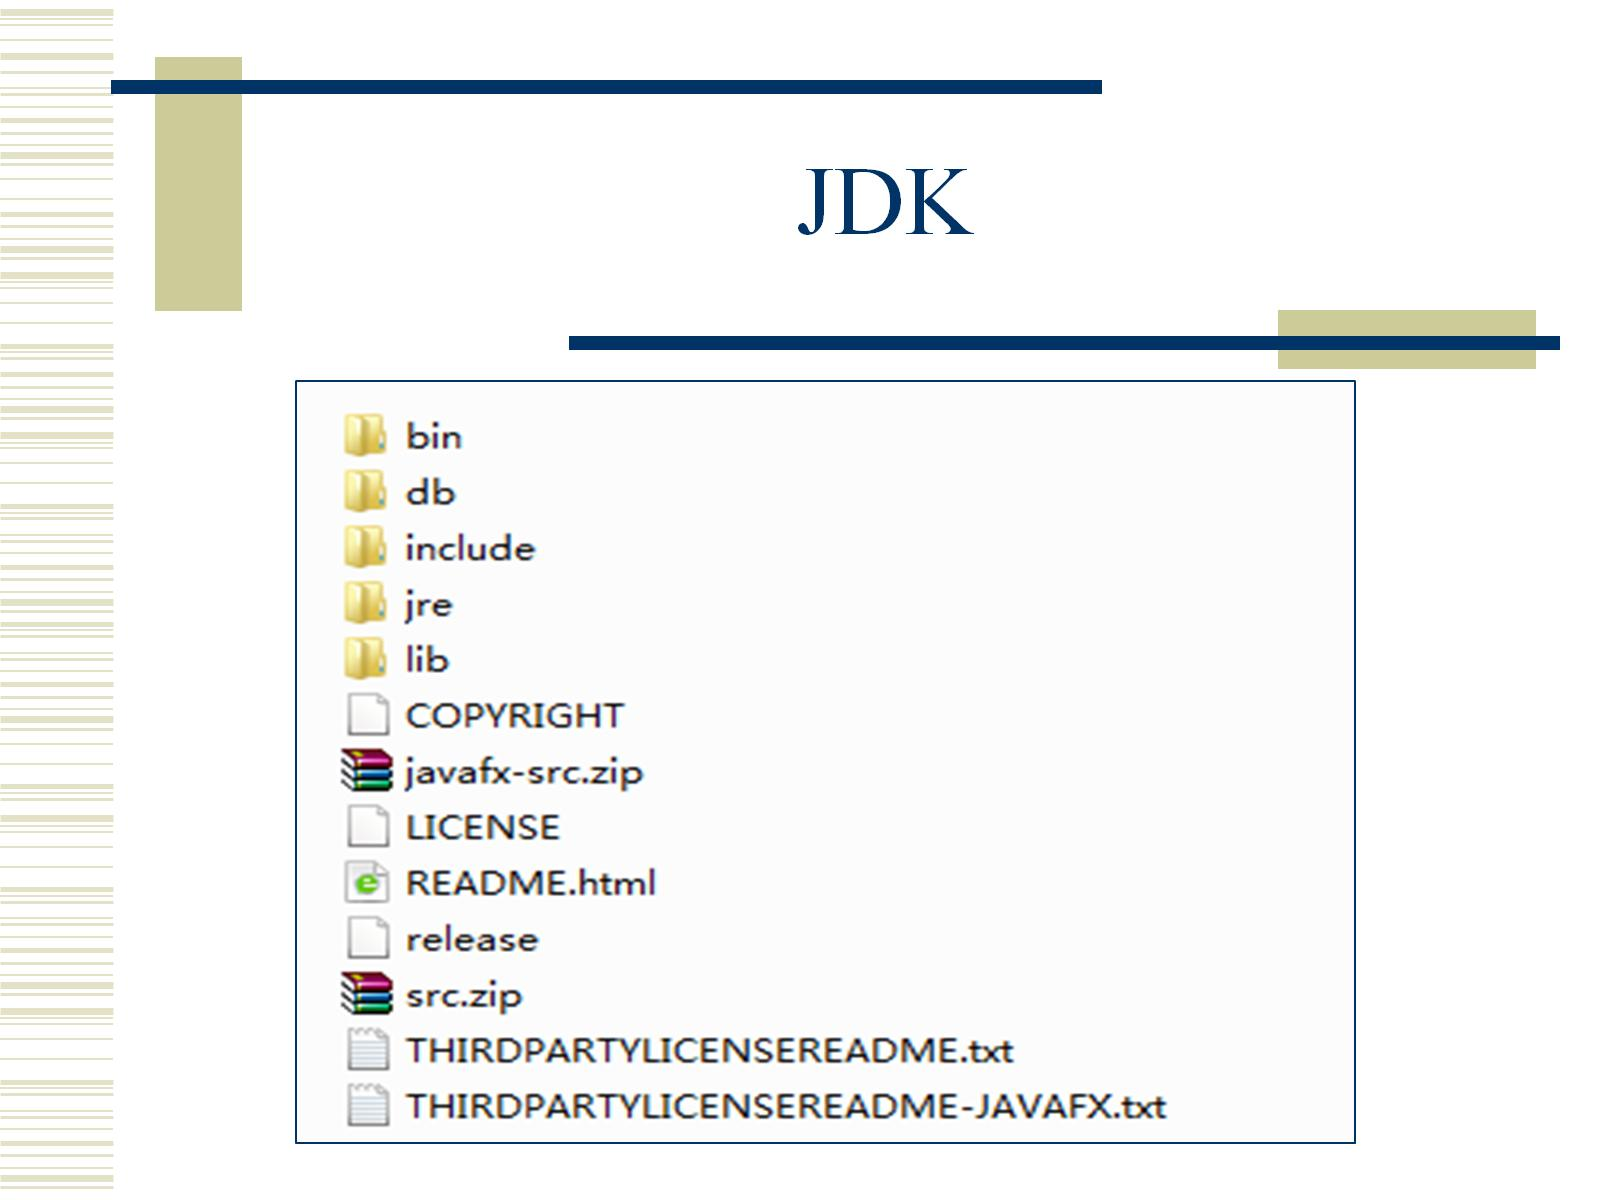 JDK
bin
db
include
jre
lib
COPYRIGHT
javafx-src.zip
LICENSE
README.html
release
src.zip
THIRDPARTYLICENSEREADME.txt
THIRDPARTYLICENSEREADME-JAVAFX.txt